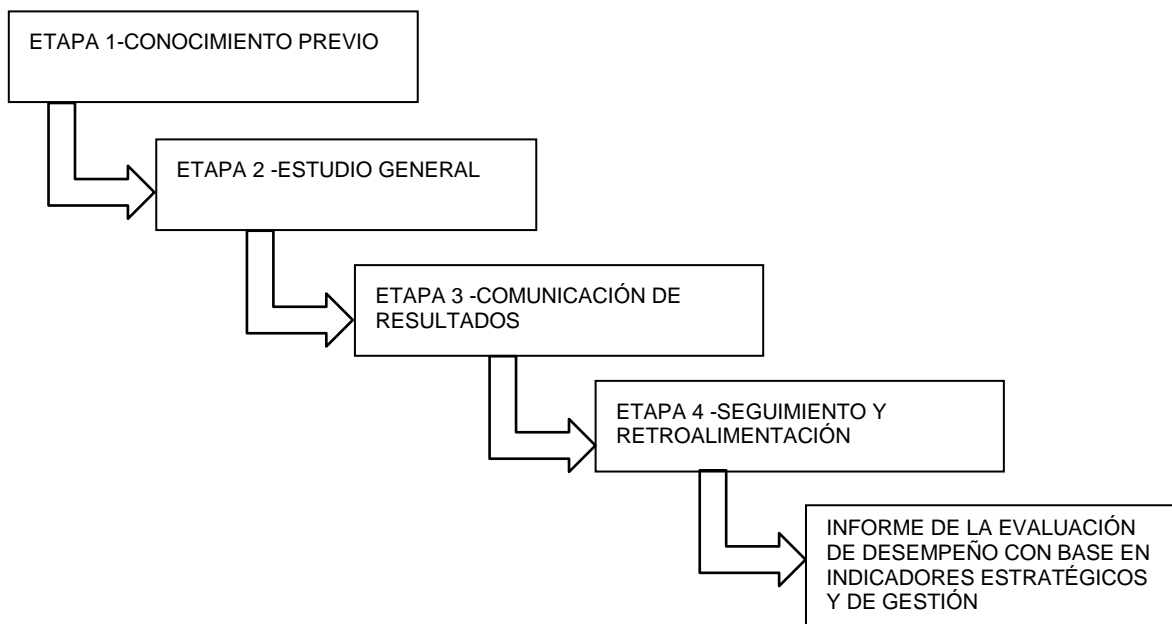 ETAPA 1-CONOCIMIENTO PREVIO
ETAPA 2 -ESTUDIO GENERAL
ETAPA 3 -COMUNICACIÓN DE
RESULTADOS
ETAPA 4 -SEGUIMIENTO Y
RETROALIMENTACIÓN
INFORME DE LA EVALUACIÓN
DE DESEMPEÑO CON BASE EN
INDICADORES ESTRATÉGICOS
Y DE GESTIÓN